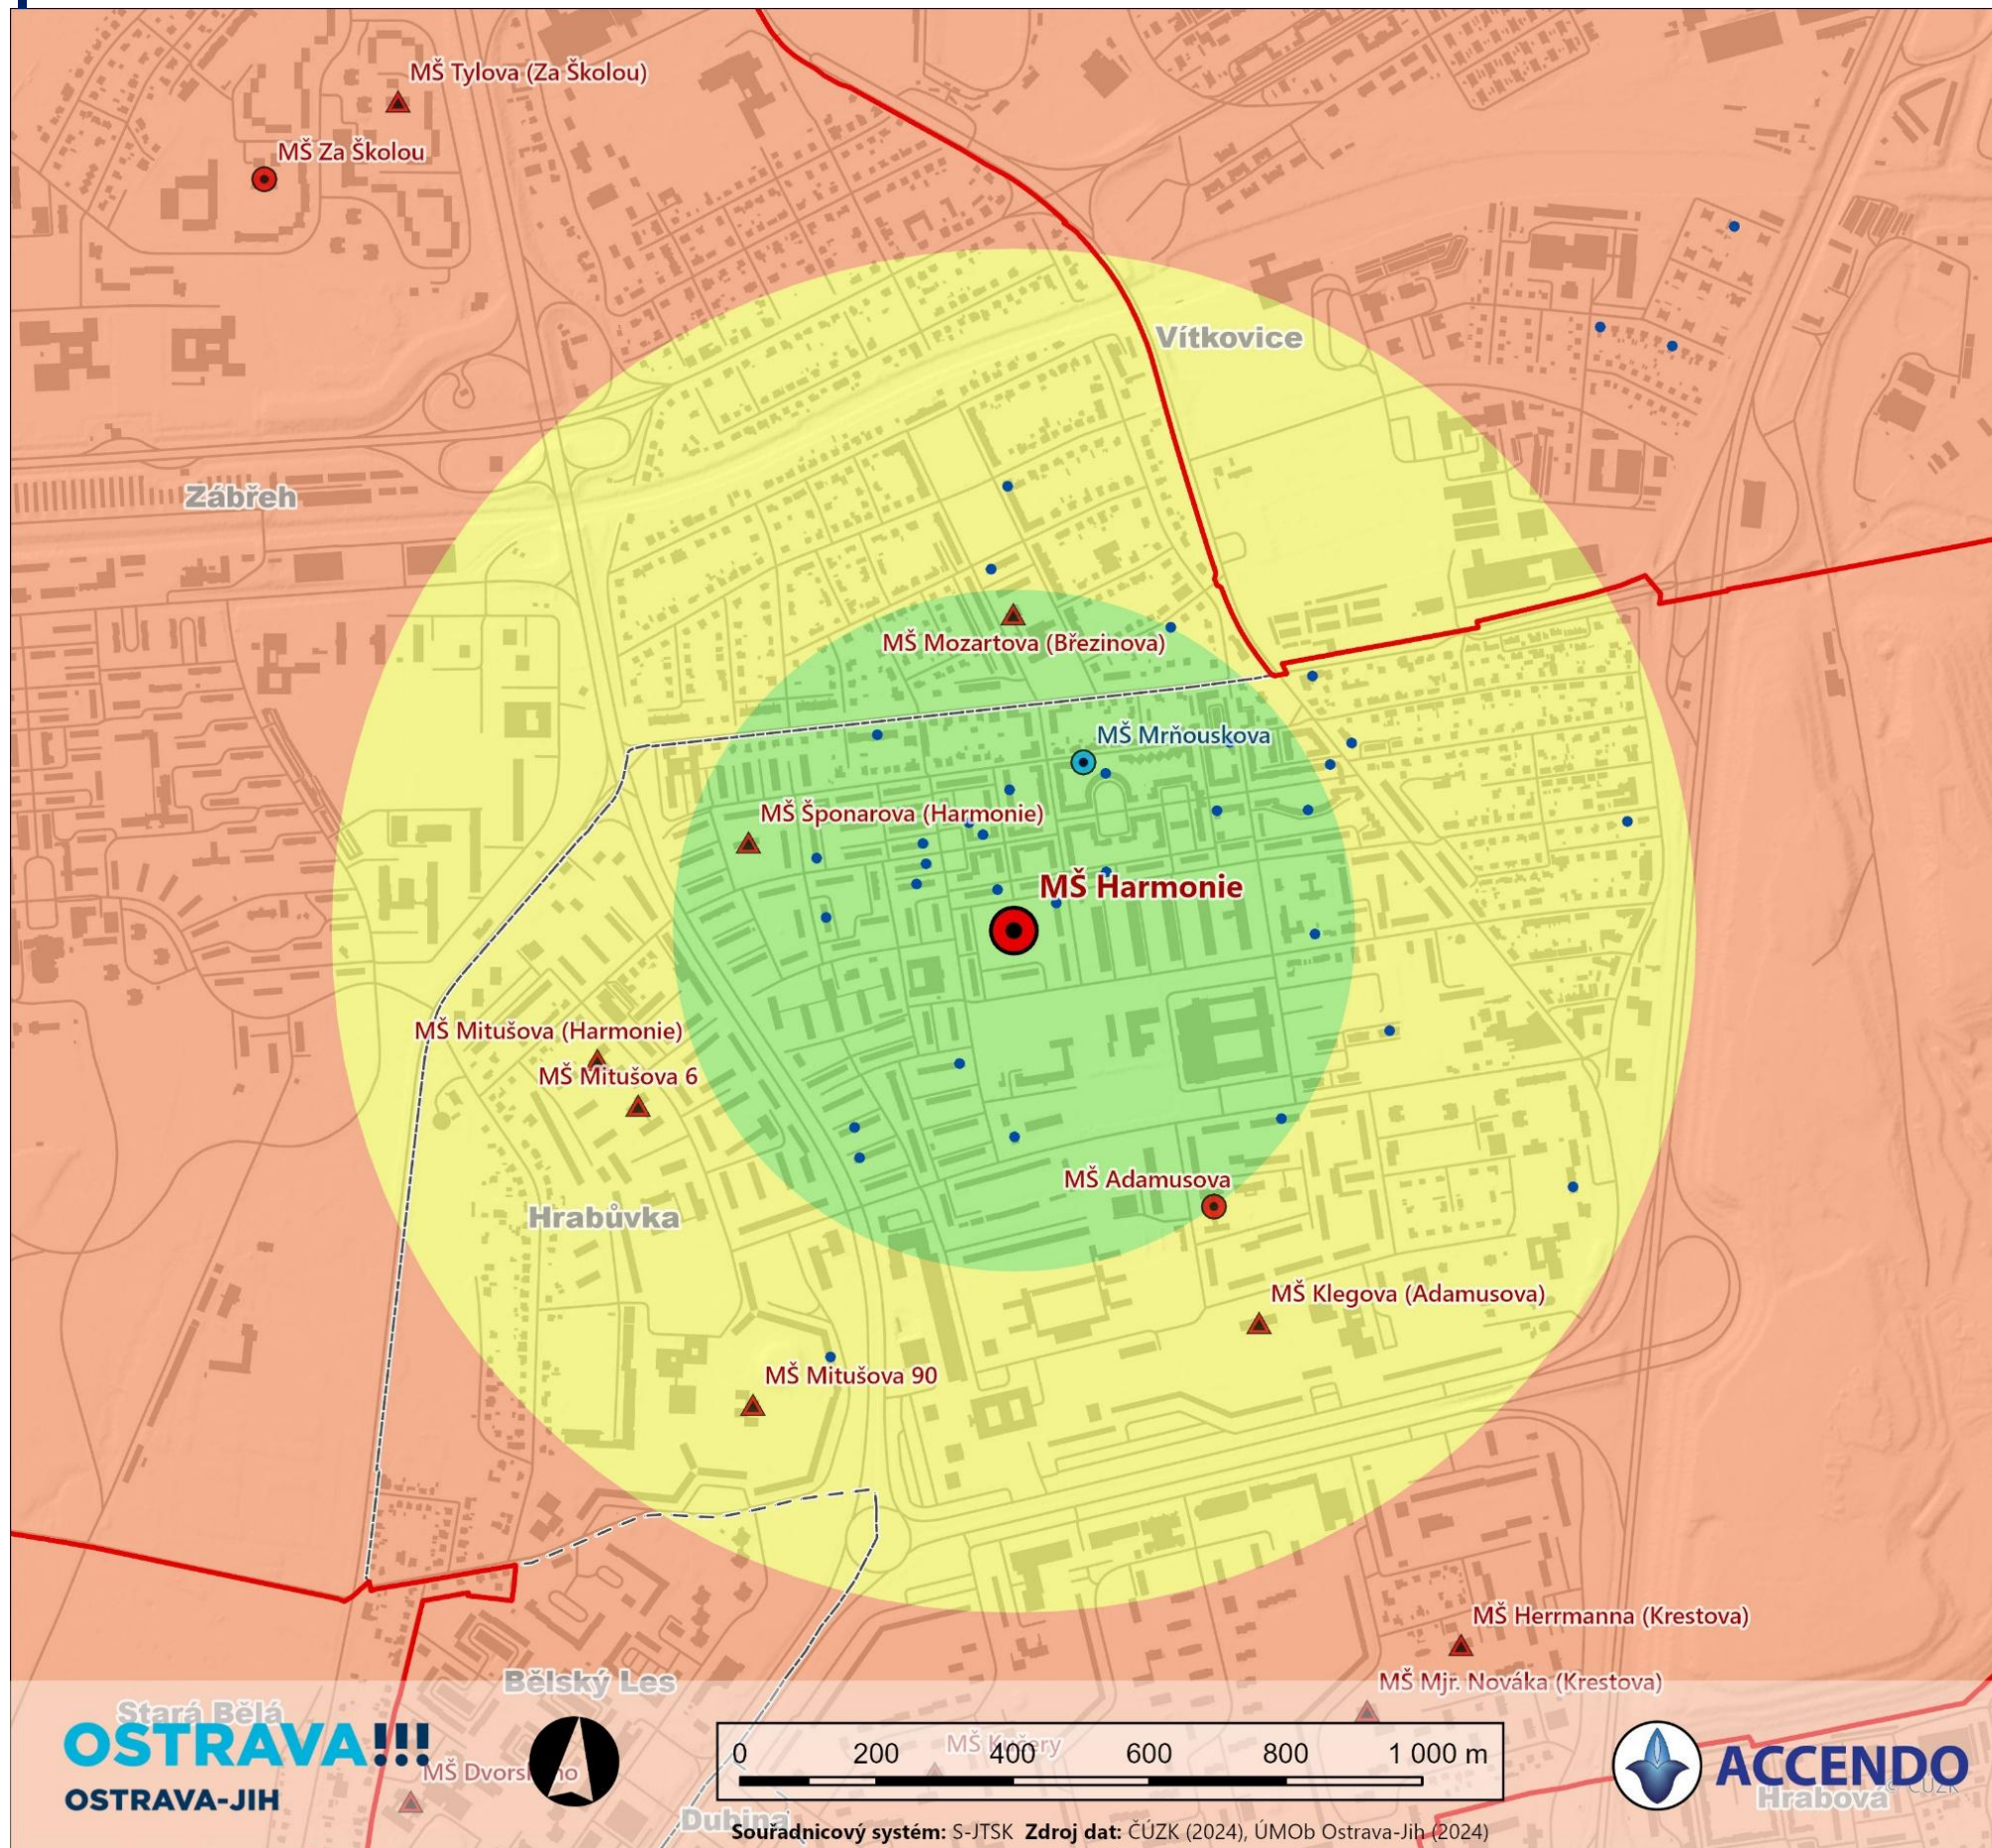 MŠ Tylova (Za Školou)
MŠ Za Školou
Vítkovice
Zábřeh
MŠ Mozartova (Březinova)
MŠ Mrňouskova
MŠ Šponarova (Harmonie)
MŠ Harmonie
MŠ Mitušova (Harmonie)
MŠ Mitušova 6
MŠ Adamusova
Hrabůvka
MŠ Klegova (Adamusova)
MŠ Mitušova 90
MŠ Herrmanna (Krestova)
Bělský Les
MŠ Mjr. Nováka (Krestova)
Stará Bělá
OSTRAVA!!!
OSTRAVA-JIH
MŠ
0 200 400 600 800 1 000 m
MŠ
ACCENDO
© ČÚZK
Hrabová
Dubina
Souřadnicový systém: S-JTSK Zdroj dat: ČÚZK (2024), ÚMOb Ostrava-Jih (2024)